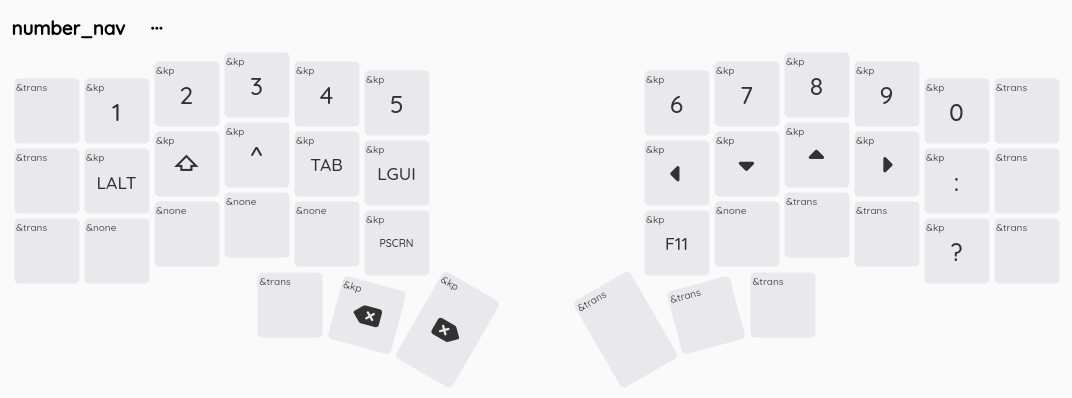 number_nav ...
&trans &kp 1 &kp 2 &kp 3 &kp 4 &kp 5 &kp 6 &kp 7 &kp 8 &kp 9 &kp 0 &trans
&trans &kp LALT &kp &kp ^ &kp TAB &kp LGUI &kp &kp &kp &kp &kp : &trans
&trans &none &none &none &none &kp PSCRN &kp F11 &none &trans &trans &kp ? &trans
&trans &kp &kp &trans &trans &trans